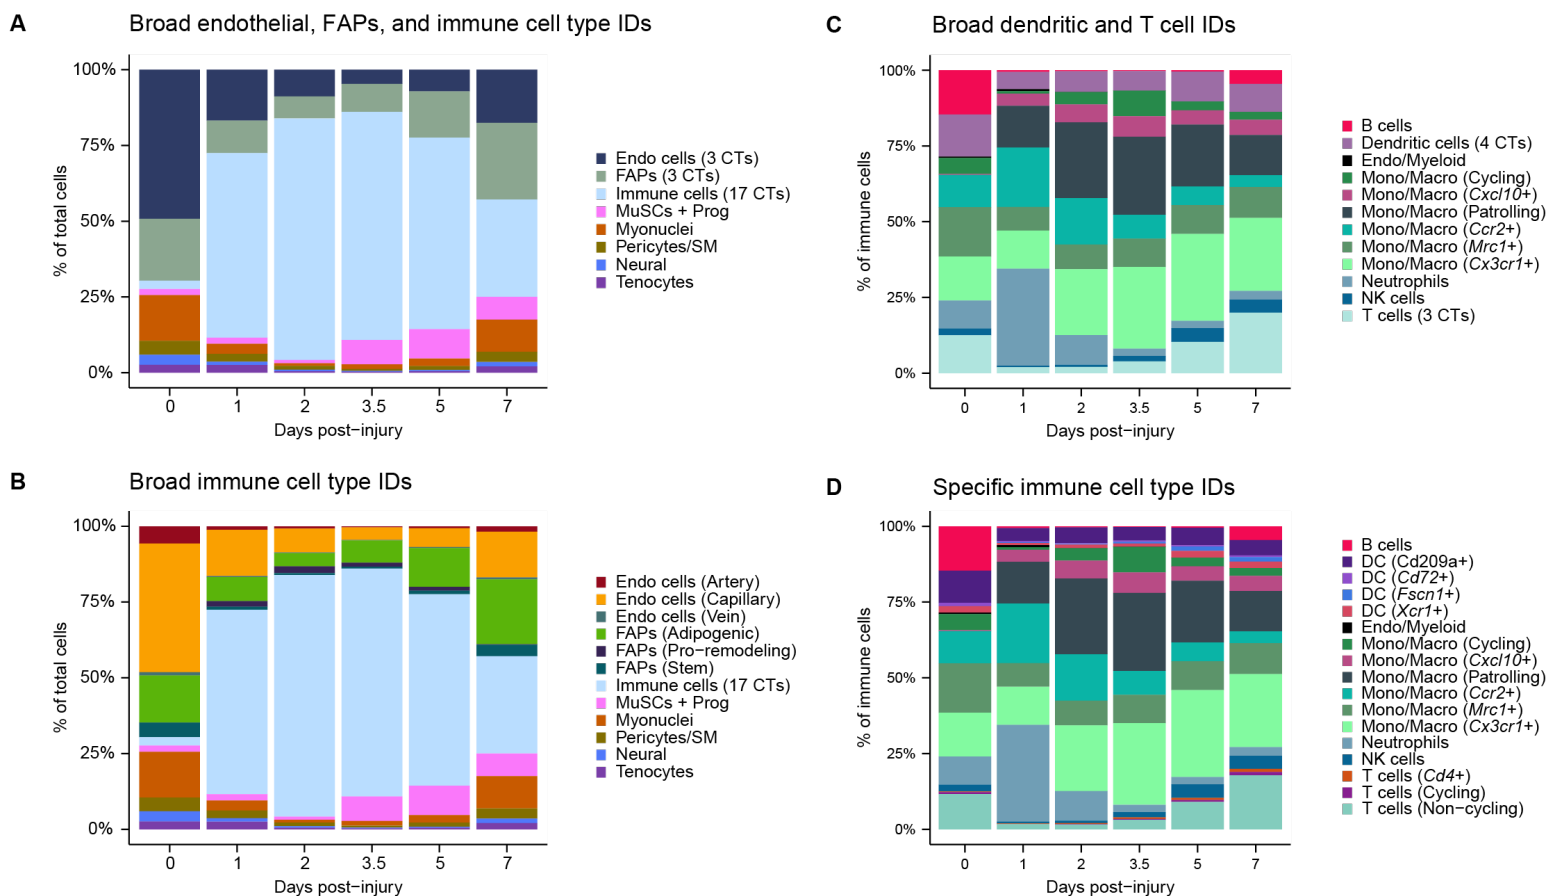 A
Broad endothelial, FAPs, and immune cell type IDs
% of total cells
100%
75%
50%
25%
0%
0
1
2
3.5
5
7
Days post−injury
Endo cells (3 CTs)
FAPs (3 CTs)
Immune cells (17 CTs)
MuSCs + Prog
Myonuclei
Pericytes/SM
Neural
Tenocytes
B
Broad immune cell type IDs
% of total cells
100%
75%
50%
25%
0%
0
1
2
3.5
5
7
Days post−injury
Endo cells (Artery)
Endo cells (Capillary)
Endo cells (Vein)
FAPs (Adipogenic)
FAPs (Pro−remodeling)
FAPs (Stem)
Immune cells (17 CTs)
MuSCs + Prog
Myonuclei
Pericytes/SM
Neural
Tenocytes
C
Broad dendritic and T cell IDs
% of immune cells
100%
75%
50%
25%
0%
0
1
2
3.5
5
7
Days post−injury
B cells
Dendritic cells (4 CTs)
Endo/Myeloid
Mono/Macro (Cycling)
Mono/Macro (Cxcl10+)
Mono/Macro (Patrolling)
Mono/Macro (Ccr2+)
Mono/Macro (Mrc1+)
Mono/Macro (Cx3cr1+)
Neutrophils
NK cells
T cells (3 CTs)
D
Specific immune cell type IDs
% of immune cells
100%
75%
50%
25%
0%
0
1
2
3.5
5
7
Days post−injury
B cells
DC (Cd209a+)
DC (Cd72+)
DC (Fscn1+)
DC (Xcr1+)
Endo/Myeloid
Mono/Macro (Cycling)
Mono/Macro (Cxcl10+)
Mono/Macro (Patrolling)
Mono/Macro (Ccr2+)
Mono/Macro (Mrc1+)
Mono/Macro (Cx3cr1+)
Neutrophils
NK cells
T cells (Cd4+)
T cells (Cycling)
T cells (Non−cycling)